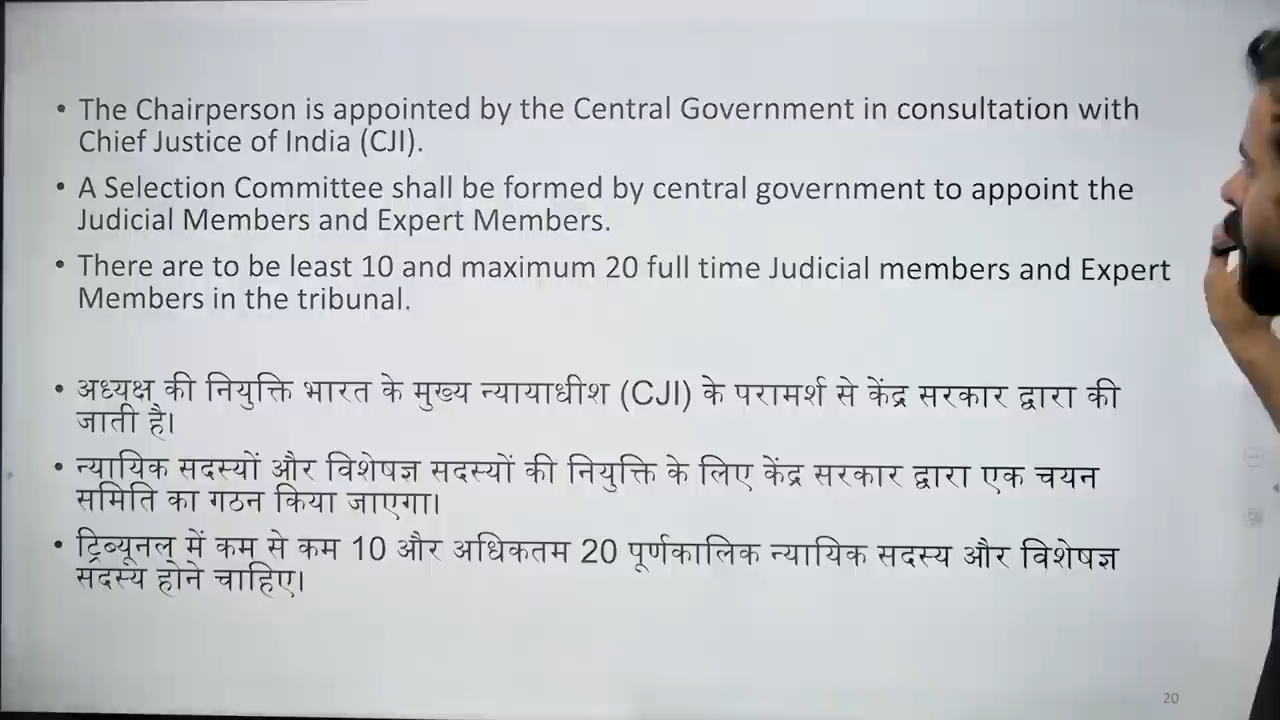 • The Chairperson is appointed by the Central Government in consultation with
Chief Justice of India (CJI).
• A Selection Committee shall be formed by central government to appoint the
Judicial Members and Expert Members.
• There are to be least 10 and maximum 20 full time Judicial members and Expert
Members in the tribunal.
• अध्यक्ष की नियुक्ति भारत के मुख्य न्यायाधीश (CJI) के परामर्श से केंद्र सरकार द्वारा की
जाती है।
• न्यायिक सदस्यों और विशेषज्ञ सदस्यों की नियुक्ति के लिए केंद्र सरकार द्वारा एक चयन
समिति का गठन किया जाएगा।
• ट्रिब्यूनल में कम से कम 10 और अधिकतम 20 पूर्णकालिक न्यायिक सदस्य और विशेषज्ञ
सदस्य होने चाहिए।
20